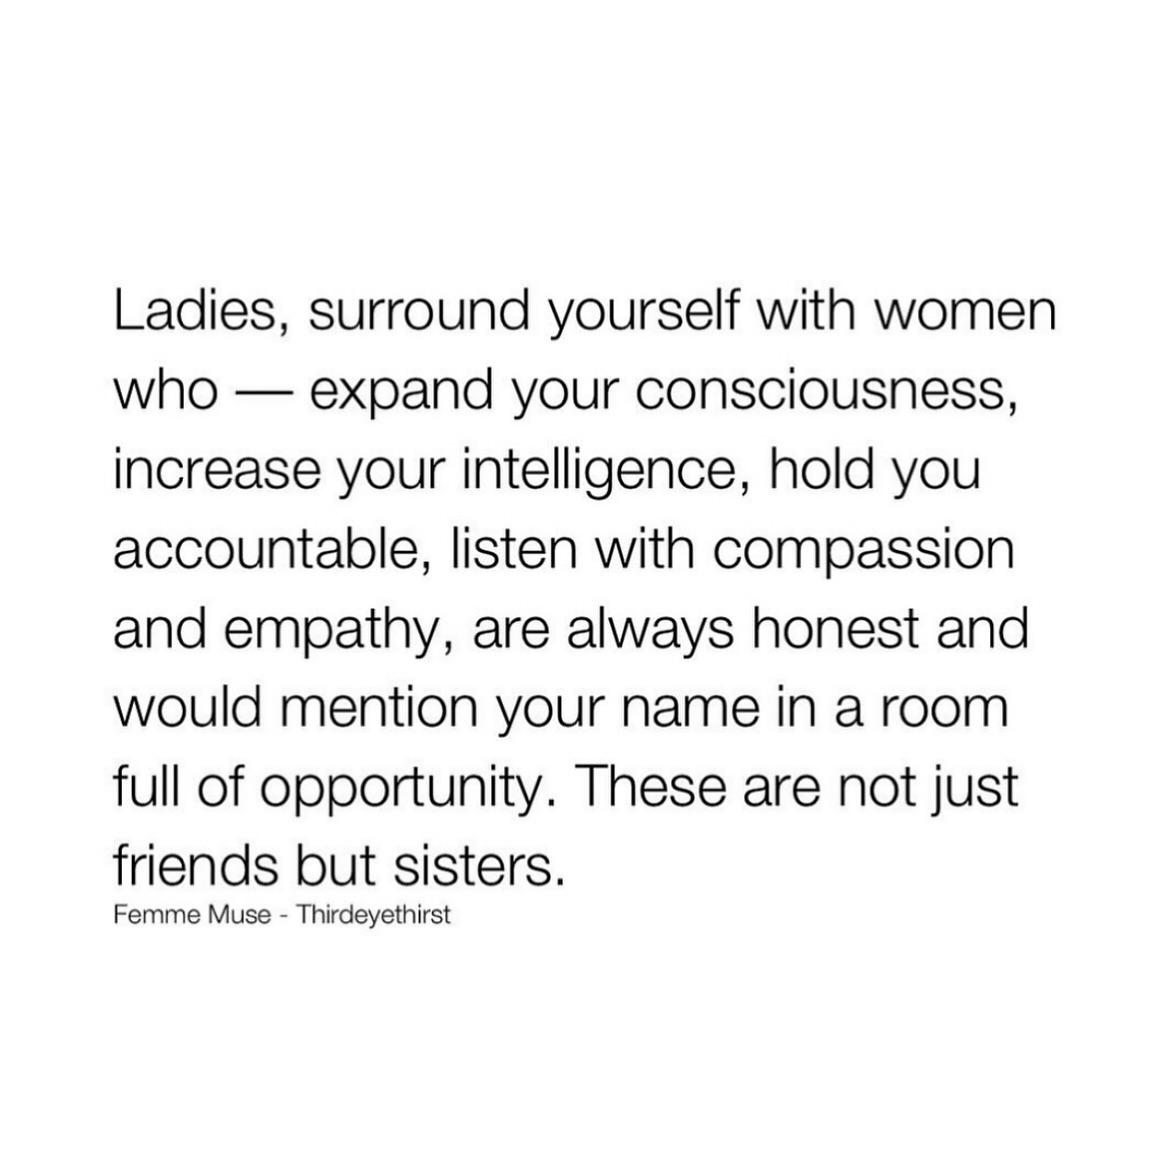 Ladies, surround yourself with women
who — expand your consciousness,
increase your intelligence, hold you
accountable, listen with compassion
and empathy, are always honest and
would mention your name in a room
full of opportunity. These are not just
friends but sisters.
Femme Muse - Thirdeyethirst